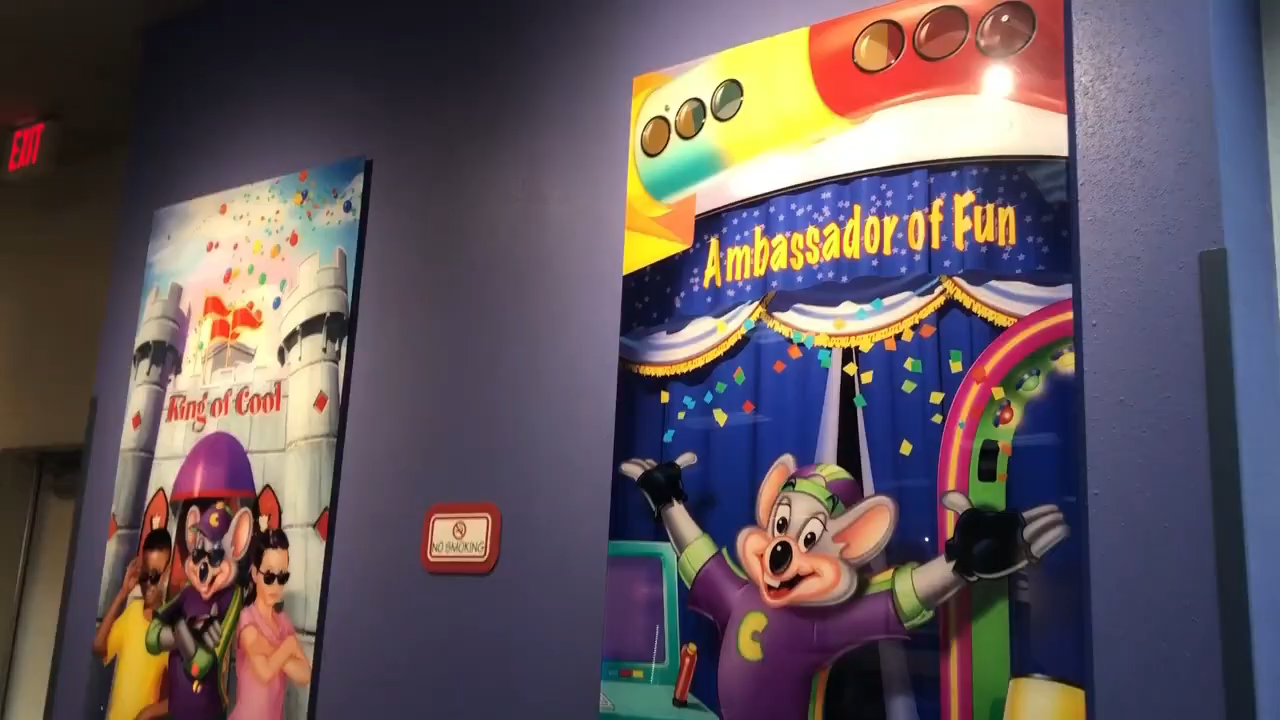 EXIT
King of Cool
NO SMOKING
Ambassador of Fun
C
C